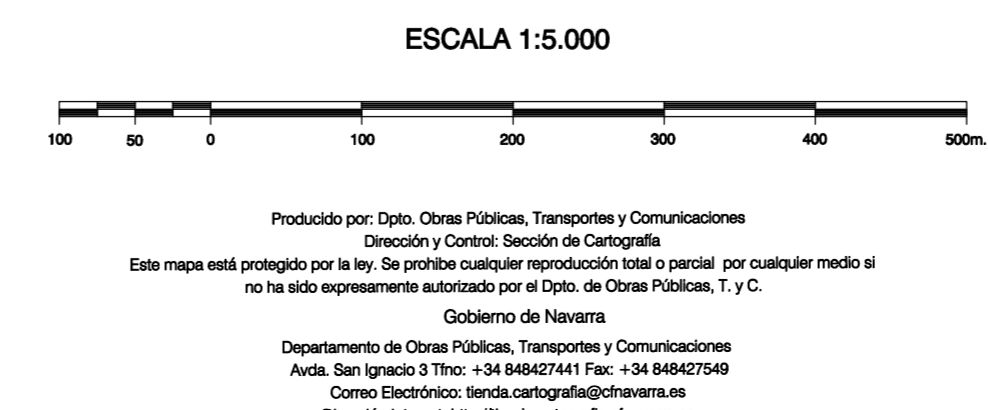 ESCALA 1:5.000
100 50 0 100 200 300 400 500m.
Producido por: Dpto. Obras Públicas, Transportes y Comunicaciones
Dirección y Control: Sección de Cartografía
Este mapa está protegido por la ley. Se prohibe cualquier reproducción total o parcial por cualquier medio si
no ha sido expresamente autorizado por el Dpto. de Obras Públicas, T. y C.
Gobierno de Navarra
Departamento de Obras Públicas, Transportes y Comunicaciones
Avda. San Ignacio 3 Tfno: +34 848427441 Fax: +34 848427549
Correo Electrónico: tienda.cartografia@cfnavarra.es